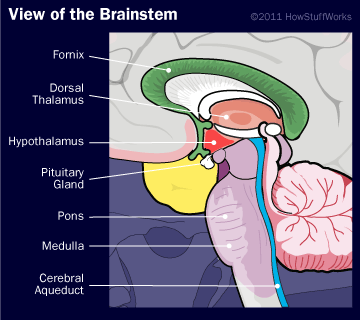 View of the Brainstem
©2011 HowStuffWorks
Fornix
Dorsal
Thalamus
Hypothalamus
Pituitary
Gland
Pons
Medulla
Cerebral
Aqueduct